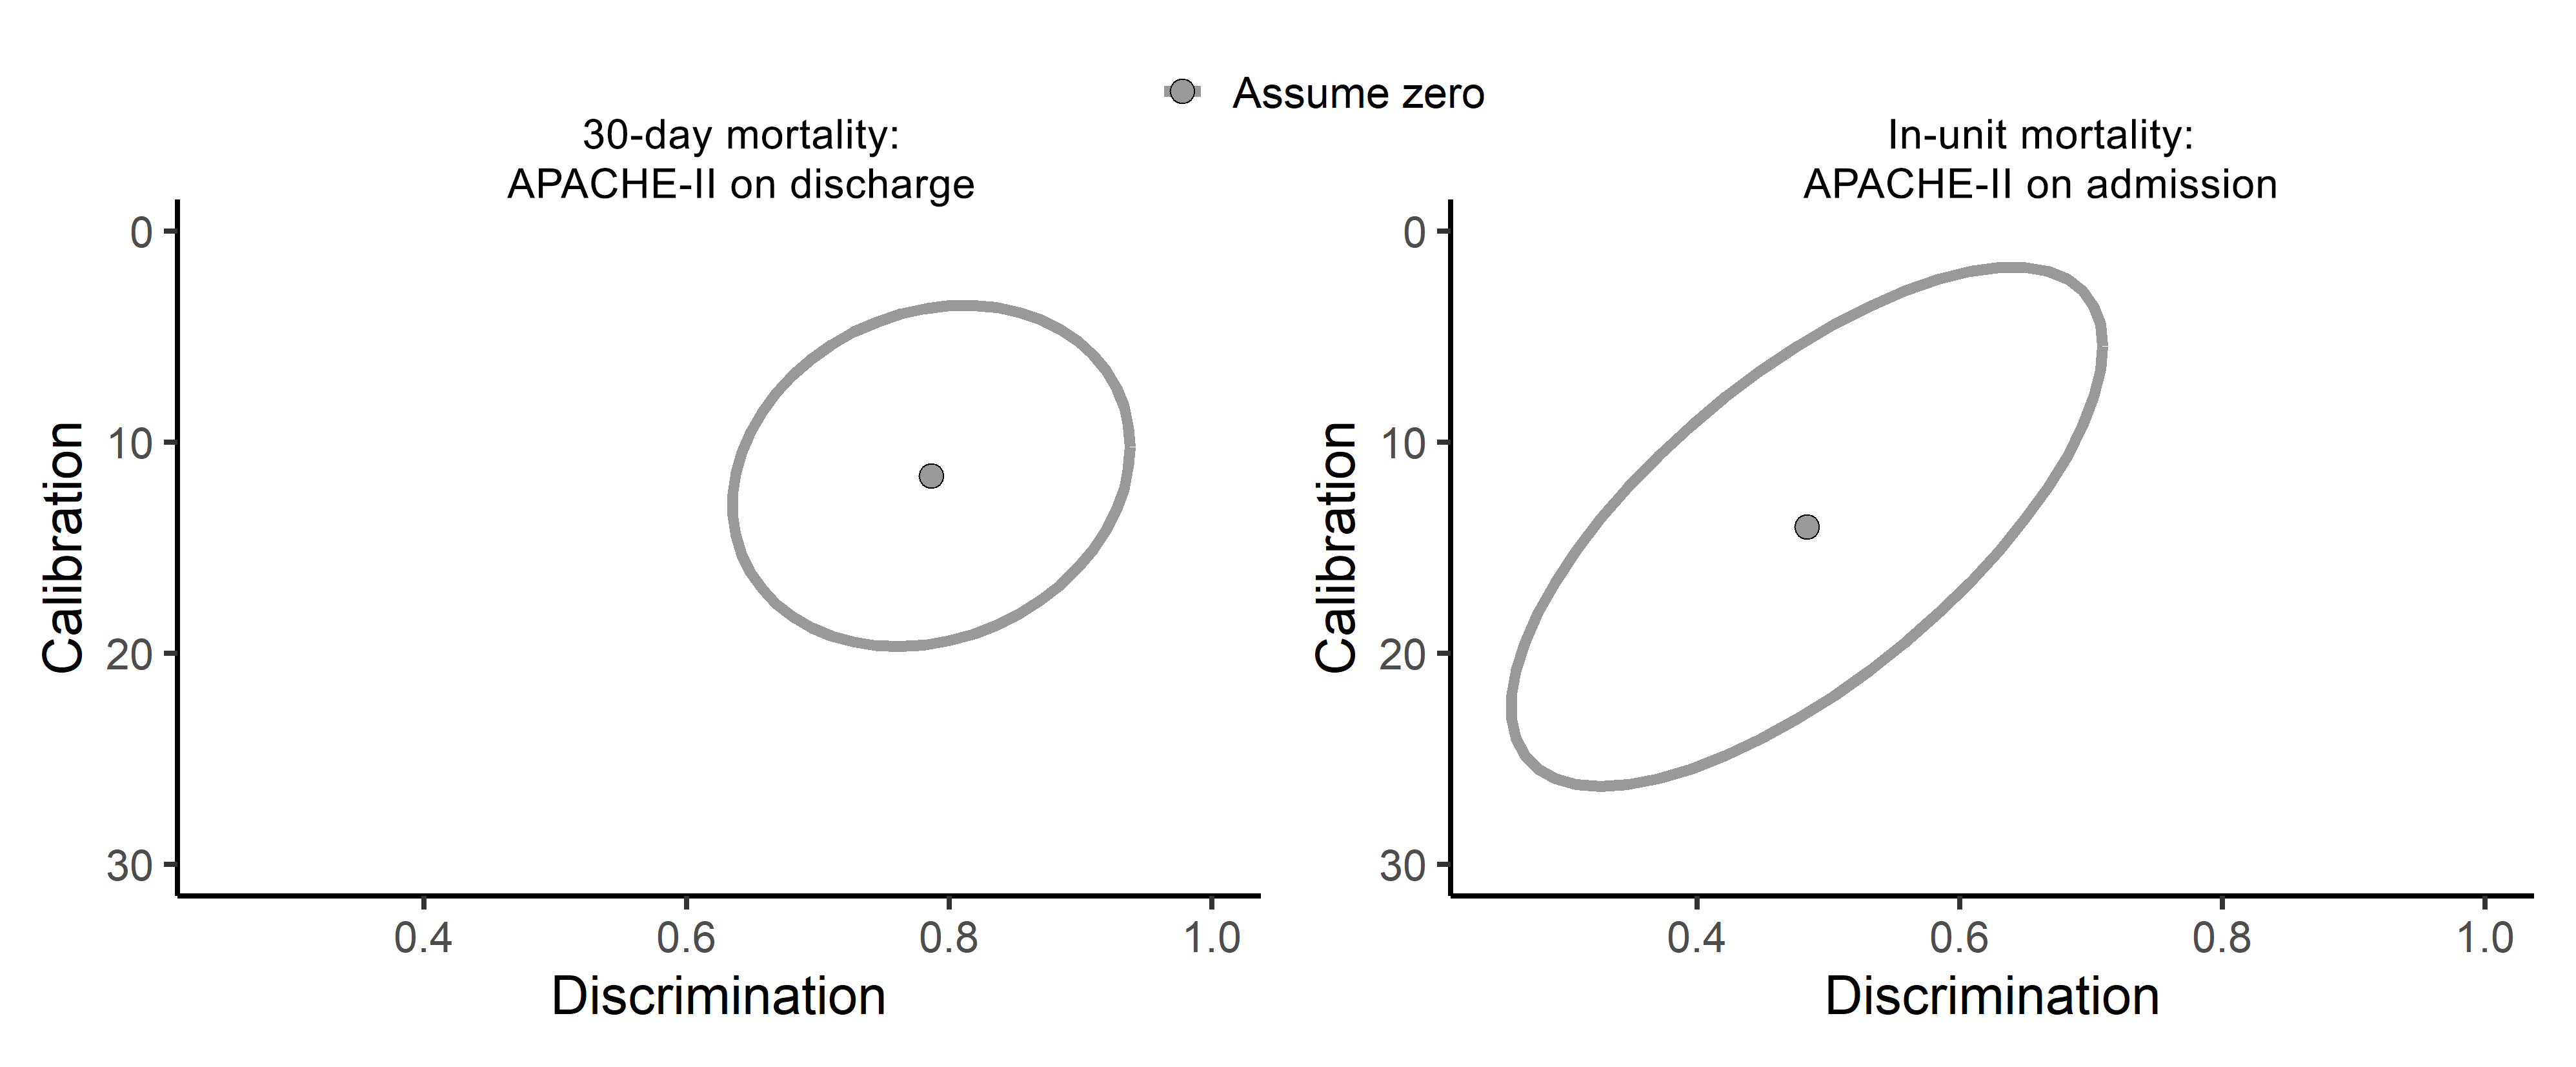 Assume zero
30-day mortality:
APACHE-II on discharge
0
10
20
30
Calibration
0.4 0.6 0.8 1.0
Discrimination
In-unit mortality:
APACHE-II on admission
0
10
20
30
Calibration
0.4 0.6 0.8 1.0
Discrimination